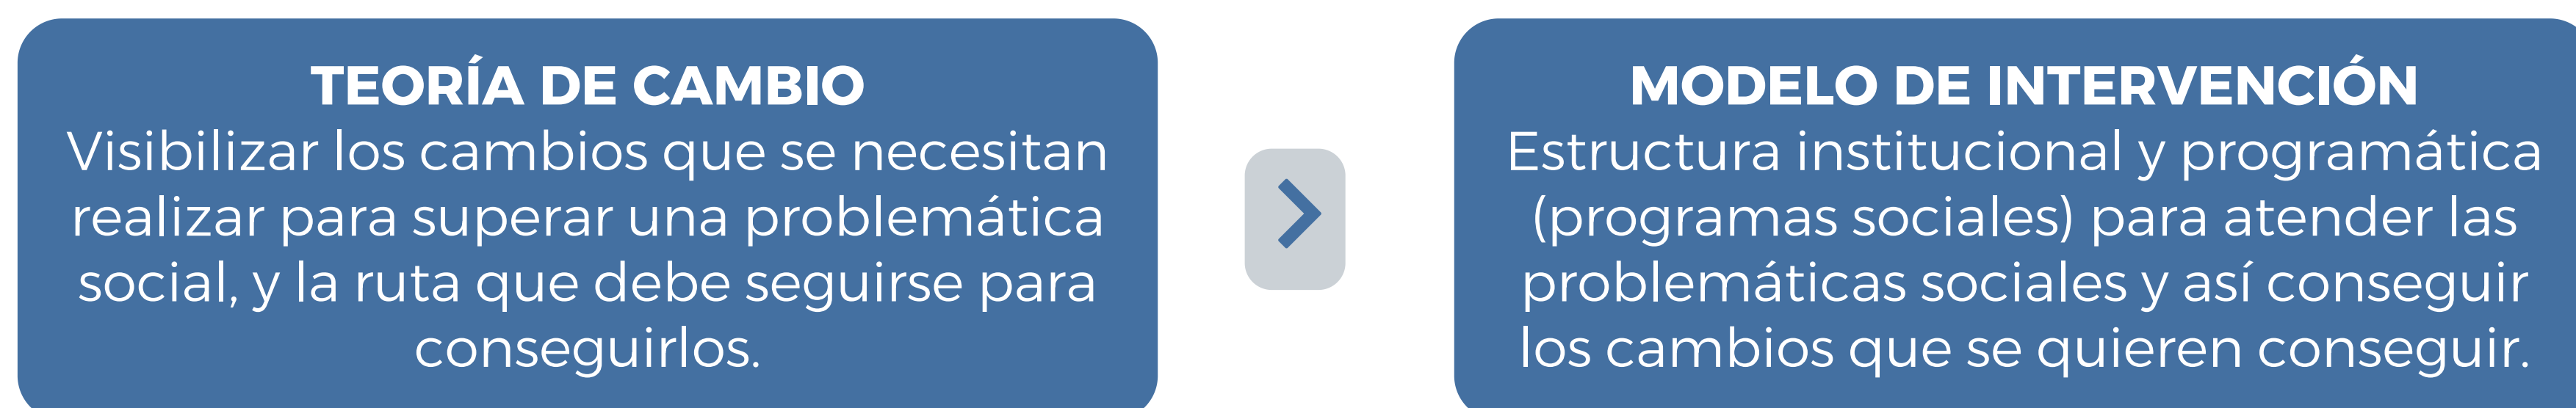 TEORÍA DE CAMBIO
Visibilizar los cambios que se necesitan
realizar para superar una problemática
social, y la ruta que debe seguirse para
conseguirlos.
MODELO DE INTERVENCIÓN
Estructura institucional y programática
(programas sociales) para atender las
problemáticas sociales y así conseguir
los cambios que se quieren conseguir.